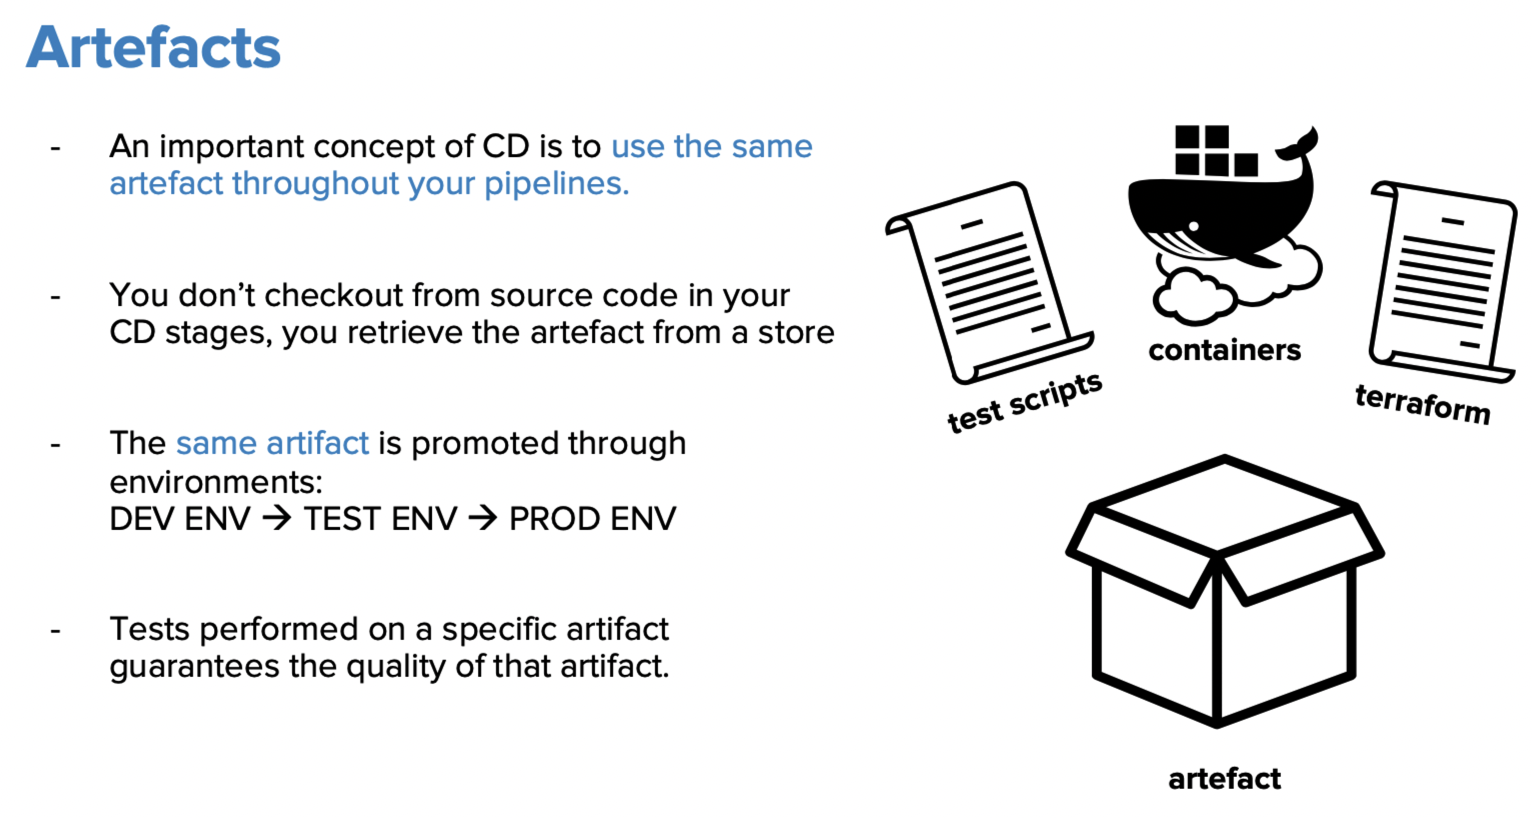 Artefacts
- An important concept of CD is to use the same
artefact throughout your pipelines.
- You don’t checkout from source code in your
CD stages, you retrieve the artefact from a store
- The same artifact is promoted through
environments:
DEV ENV → TEST ENV → PROD ENV
- Tests performed on a specific artifact
guarantees the quality of that artifact.
test scripts
containers
terraform
artefact